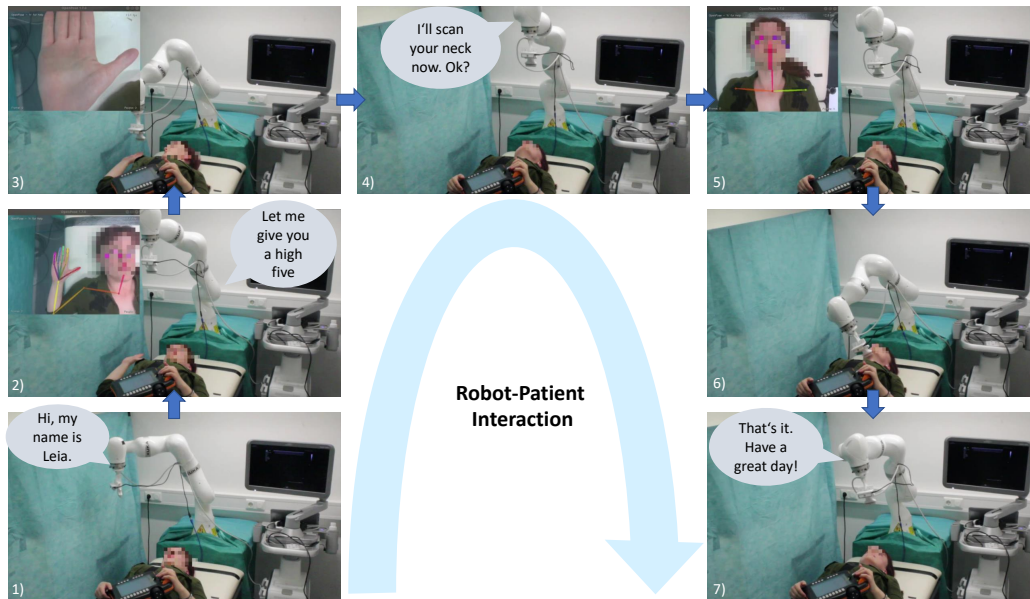 3)
I'll scan
your neck
now. Ok?
4)
5)
Let me
give you
a high
five
2)
Robot-Patient
Interaction
6)
Hi, my
name is
Leia.
1)
That's it.
Have a
great day!
7)